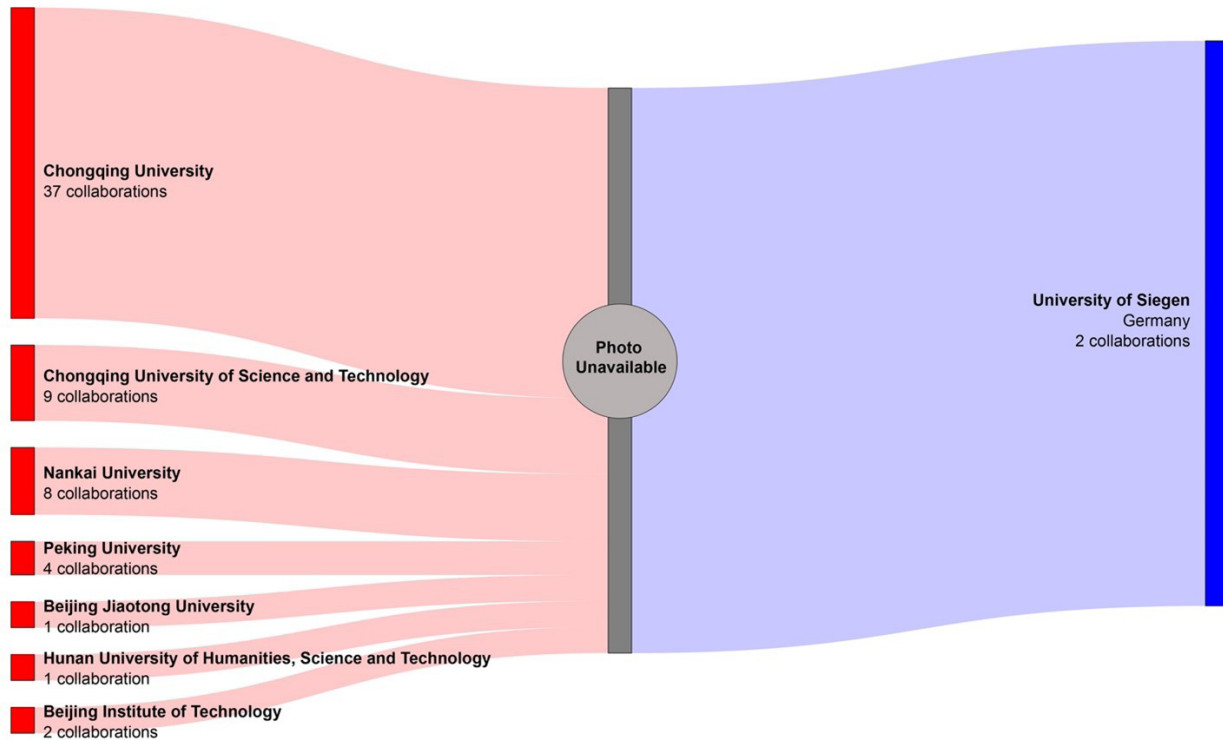 Chongqing University
37 collaborations
Chongqing University of Science and Technology
9 collaborations
Nankai University
8 collaborations
Peking University
4 collaborations
Beijing Jiaotong University
1 collaboration
Hunan University of Humanities, Science and Technology
1 collaboration
Beijing Institute of Technology
2 collaborations
Photo
Unavailable
University of Siegen
Germany
2 collaborations